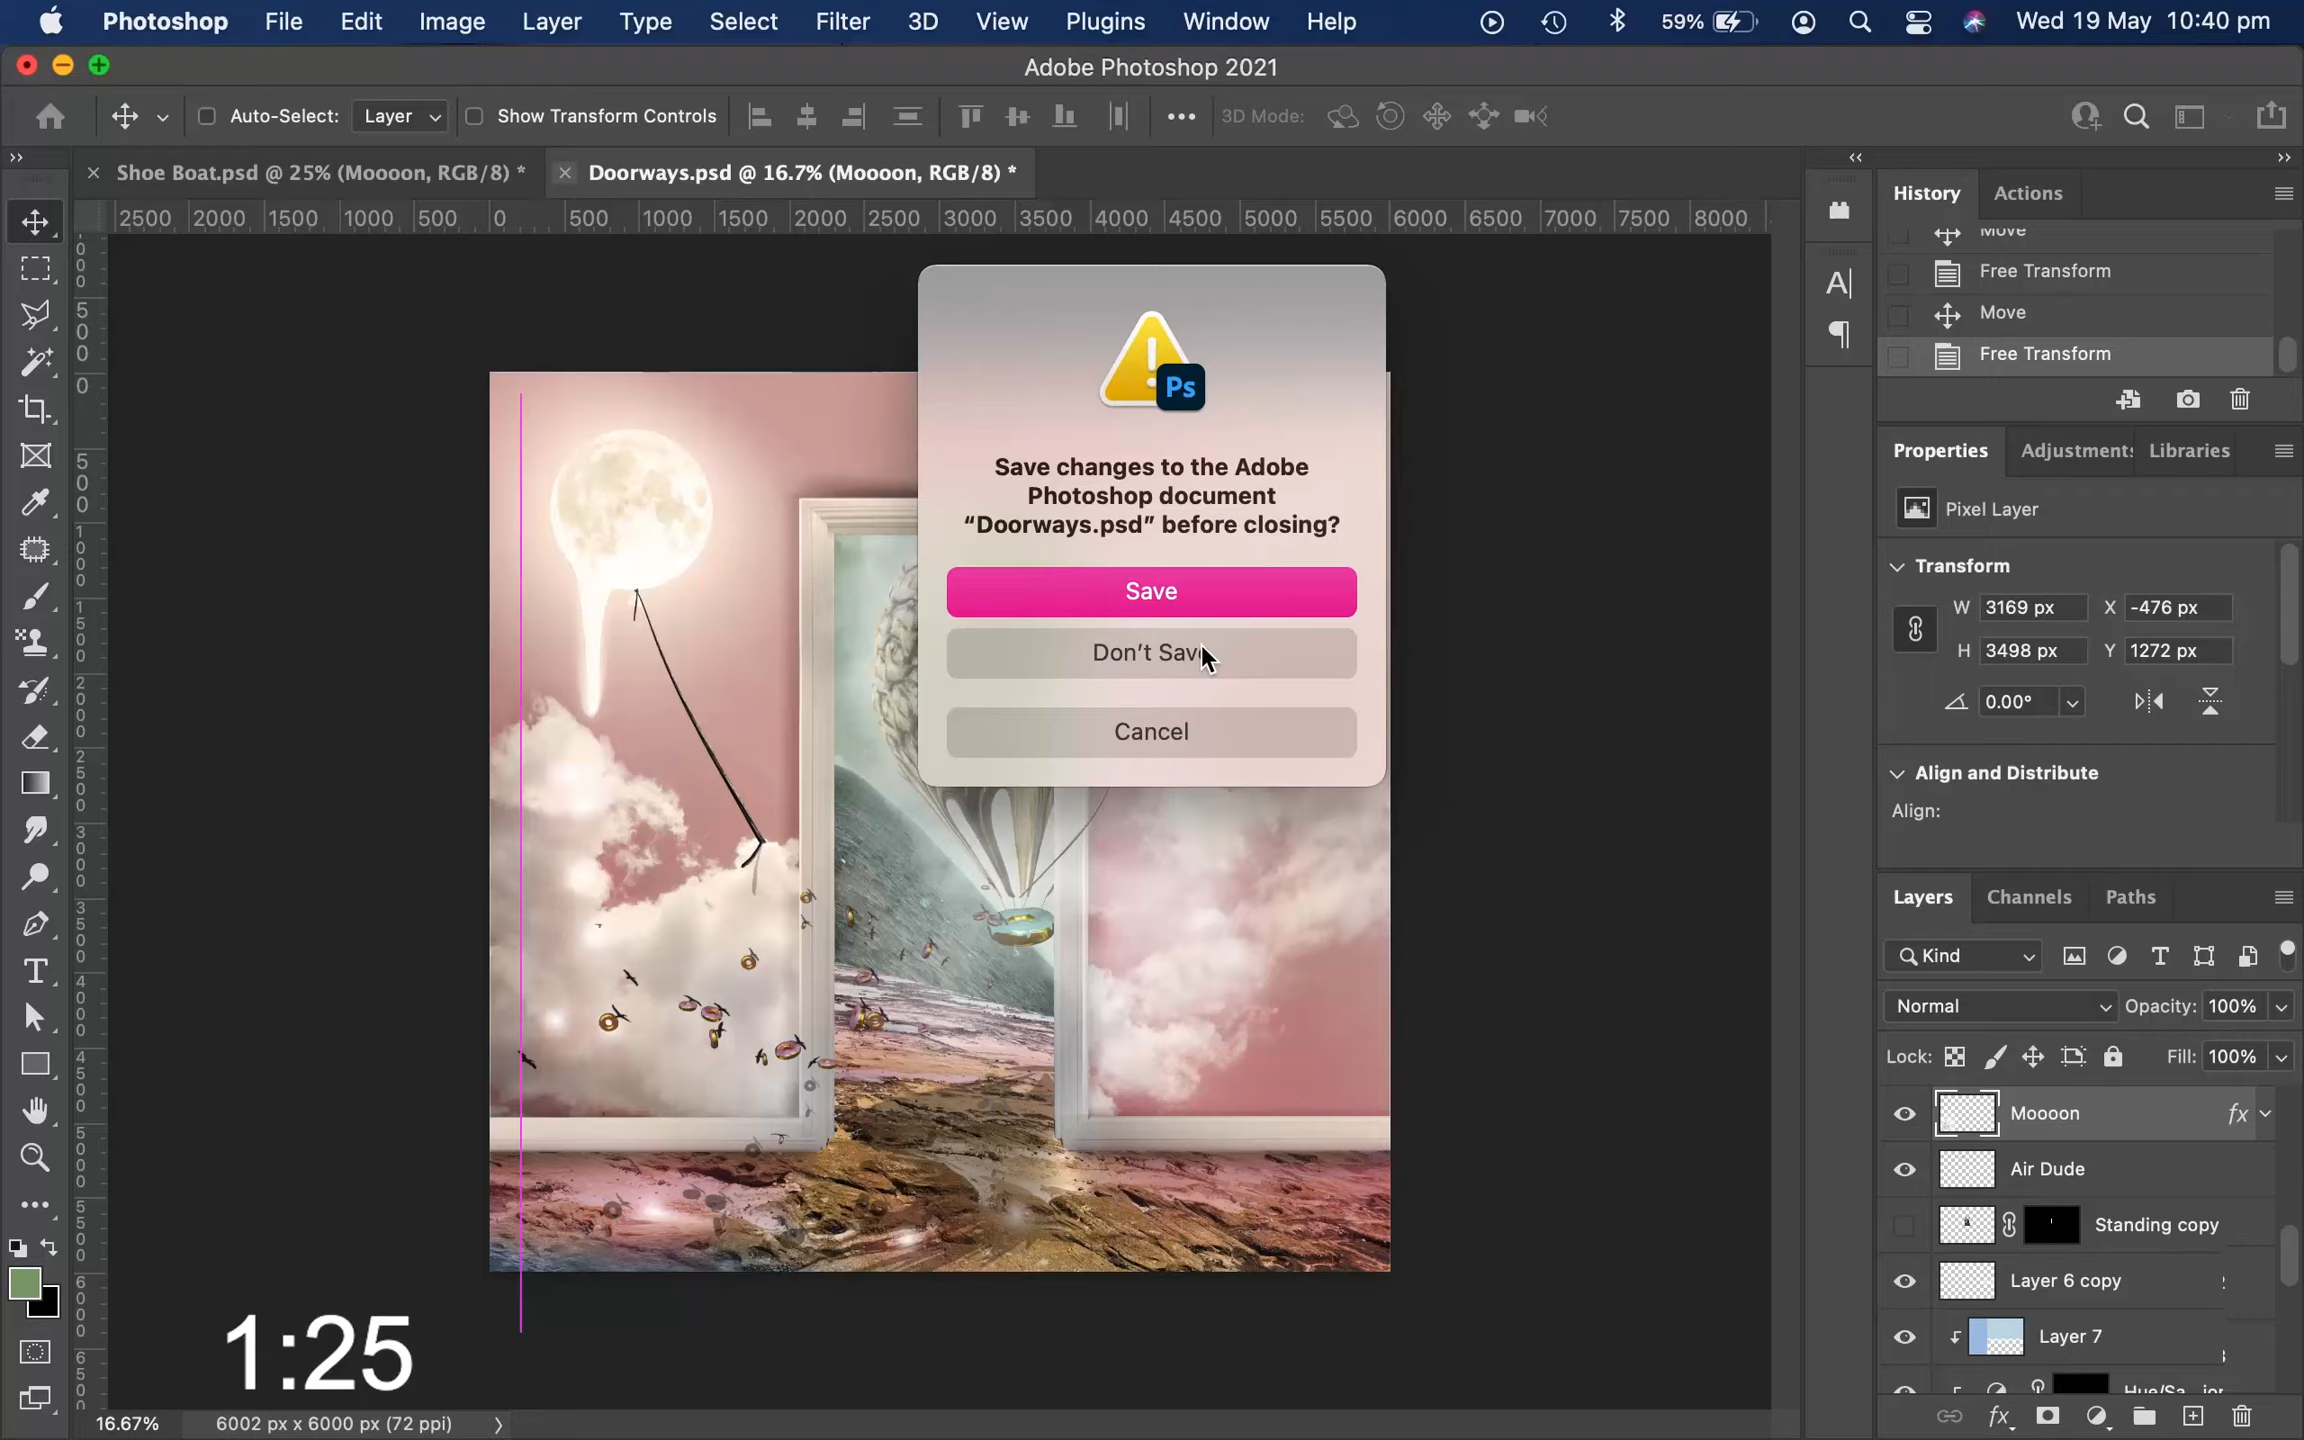 Photoshop File Edit Image Layer Type Select Filter 3D View Plugins Window Help 59% Wed 19 May 10:40 pm
Adobe Photoshop 2021
Auto-Select: Layer Show Transform Controls 3D Mode:
Shoe Boat.psd @ 25% (Moooon, RGB/8) * Doorways.psd @ 16.7% (Moooon, RGB/8) *
2500 2000 1500 1000 500 0 500 1000 1500 2000 2500 3000 3500 4000 4500 5000 5500 6000 6500 7000 7500 8000
History Actions
Move
Free Transform
Move
Free Transform
Ps
Save changes to the Adobe
Photoshop document
“Doorways.psd” before closing?
Save
Don’t Save
Cancel
Properties Adjustments Libraries
Pixel Layer
Transform
W 3169 px X -476 px
H 3498 px Y 1272 px
0.00°
Align and Distribute
Align:
Layers Channels Paths
Kind
Normal Opacity: 100%
Lock: Fill: 100%
Moooon fx
Air Dude
Standing copy
Layer 6 copy
Layer 7
1:25
16.67% 6002 px x 6000 px (72 ppi)
fx